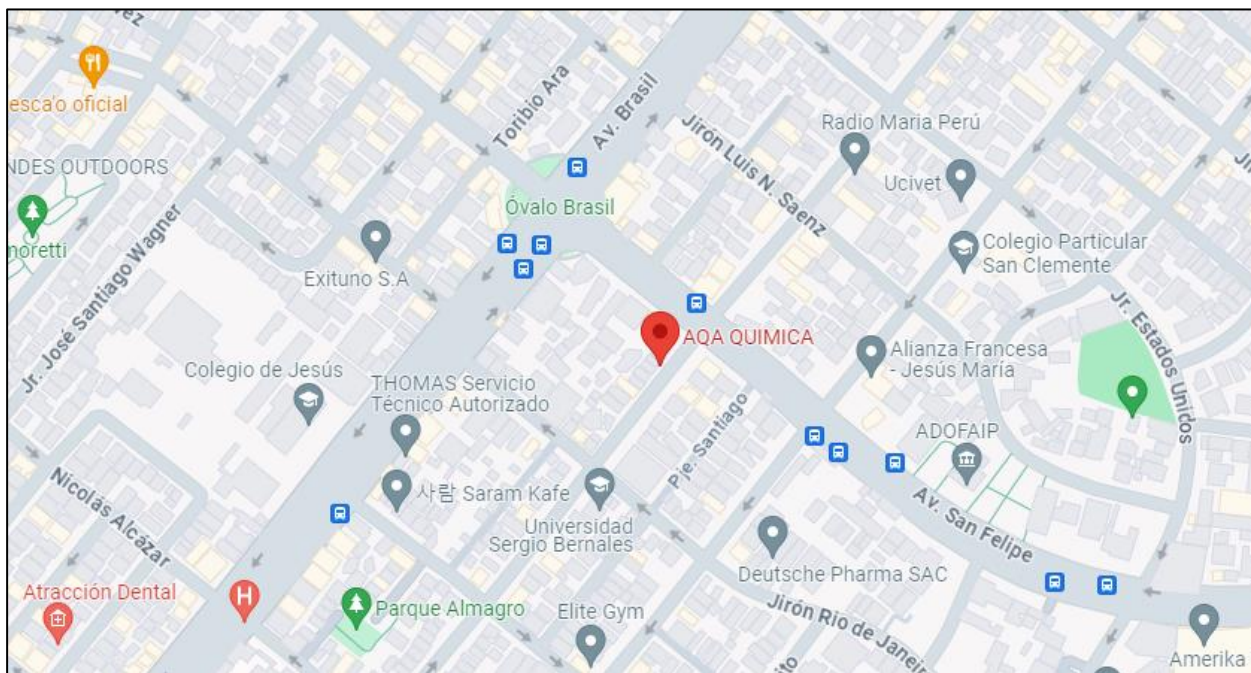 esca'o oficial
Toribio Ara
Av. Brasil
Jirón Luis N. Saenz
Radio Maria Perú
Ucivet
NDES OUTDOORS
Óvalo Brasil
moretti
Exituno S.A
Colegio Particular
San Clemente
Jr. José Santiago Wagner
Jr. Estados Unidos
AQA QUIMICA
Alianza Francesa
- Jesús María
Colegio de Jesús
THOMAS Servicio
Técnico Autorizado
Pje. Santiago
ADOFAIP
Nicolás Alcázar
사람 Saram Kafe
Universidad
Sergio Bernales
Av. San Felipe
Deutsche Pharma SAC
Atracción Dental
H
Parque Almagro
Elite Gym
Jirón Rio de Janei
Amerika